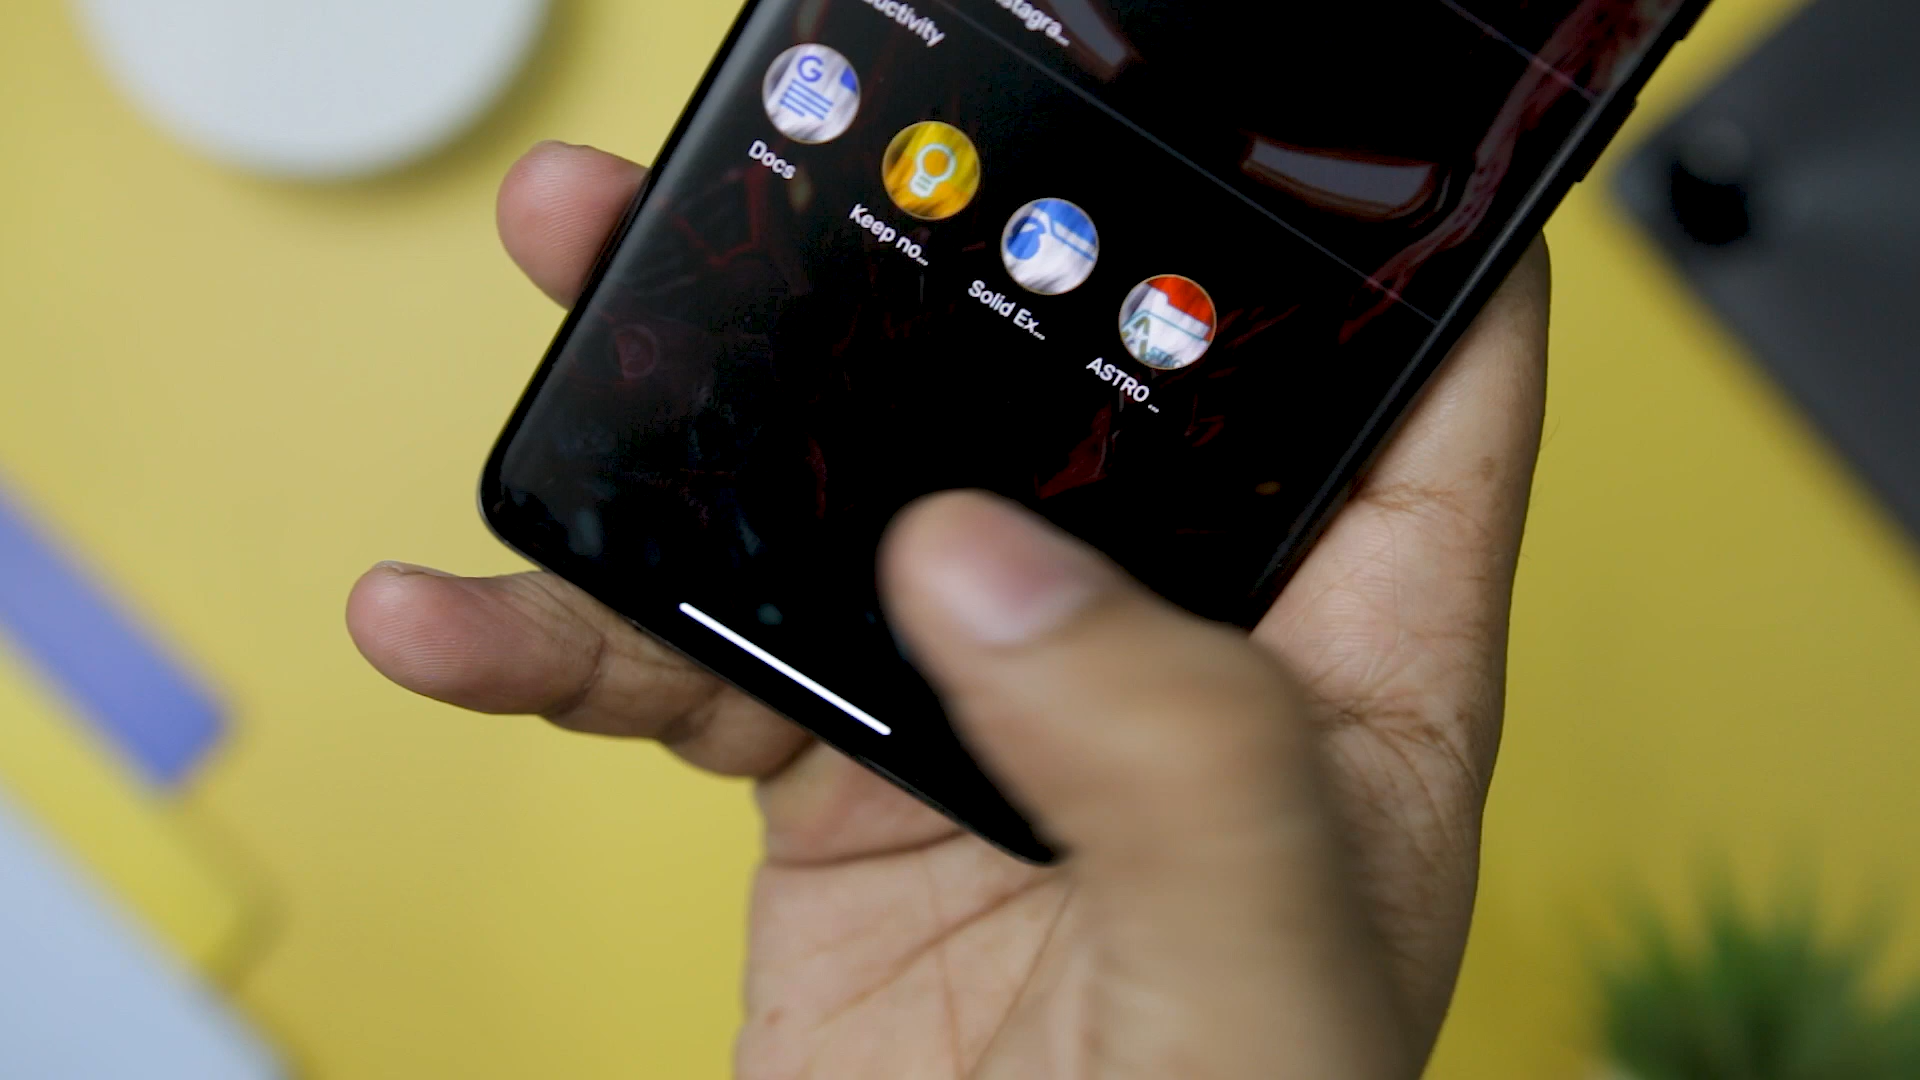 uctivity
stagra...
Docs
Keep no...
Solid Ex...
ASTRO ...
G